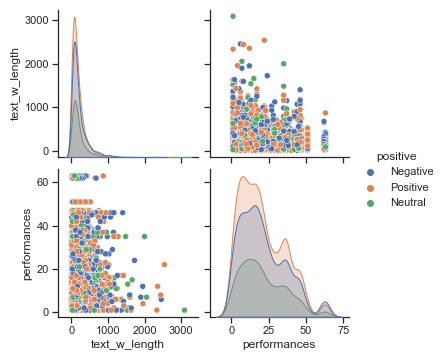 text_w_length
3000
2000
1000
0
performances
60
40
20
0
0
1000
2000
3000
text_w_length
0
25
50
75
performances
positive
Negative
Positive
Neutral